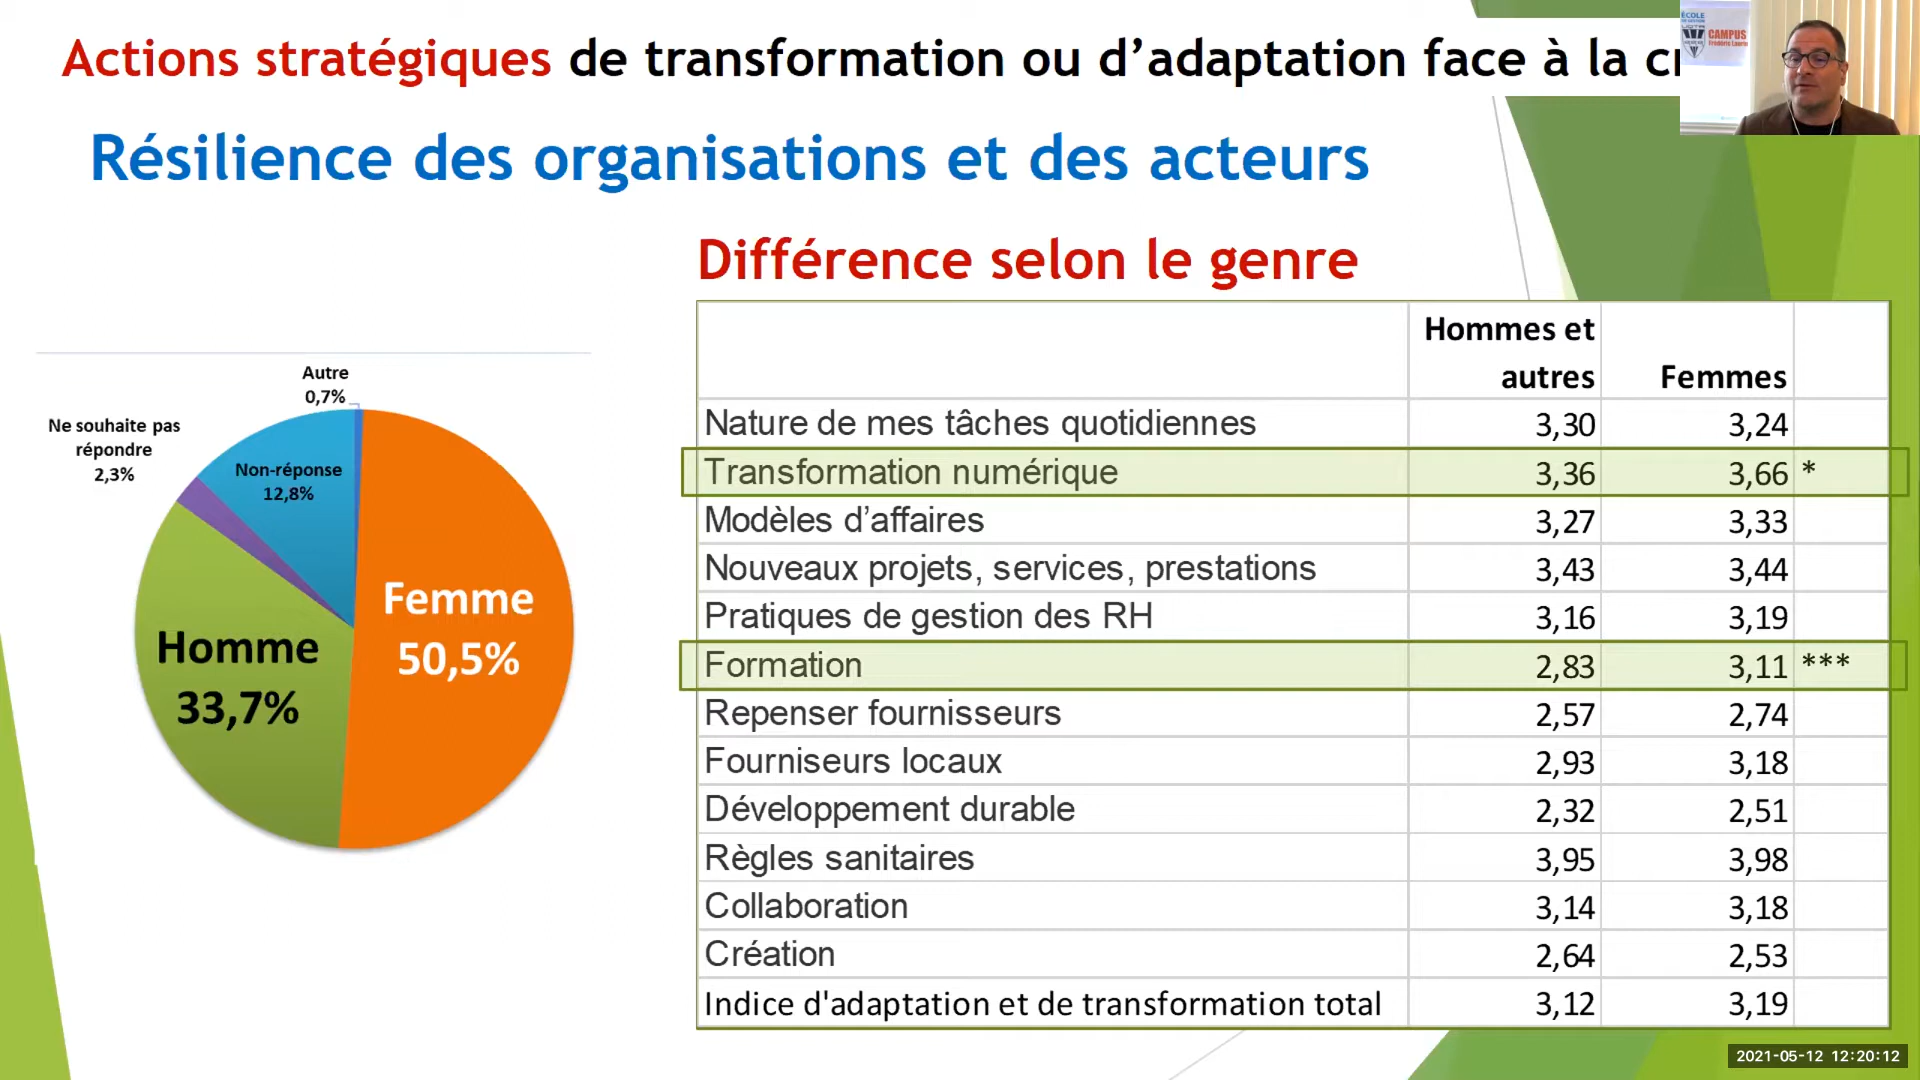 Actions stratégiques de transformation ou d’adaptation face à la
CAMPUS
Résilience des organisations et des acteurs
Différence selon le genre
Autre
0,7%
Ne souhaite pas
répondre
2,3%
Non-réponse
12,8%
Femme
50,5%
Homme
33,7%
Hommes et
autres Femmes
Nature de mes tâches quotidiennes 3,30 3,24
Transformation numérique 3,36 3,66 *
Modèles d’affaires 3,27 3,33
Nouveaux projets, services, prestations 3,43 3,44
Pratiques de gestion des RH 3,16 3,19
Formation 2,83 3,11 ***
Repenser fournisseurs 2,57 2,74
Fourniseurs locaux 2,93 3,18
Développement durable 2,32 2,51
Règles sanitaires 3,95 3,98
Collaboration 3,14 3,18
Création 2,64 2,53
Indice d'adaptation et de transformation total 3,12 3,19
2021-05-12 12:20:12